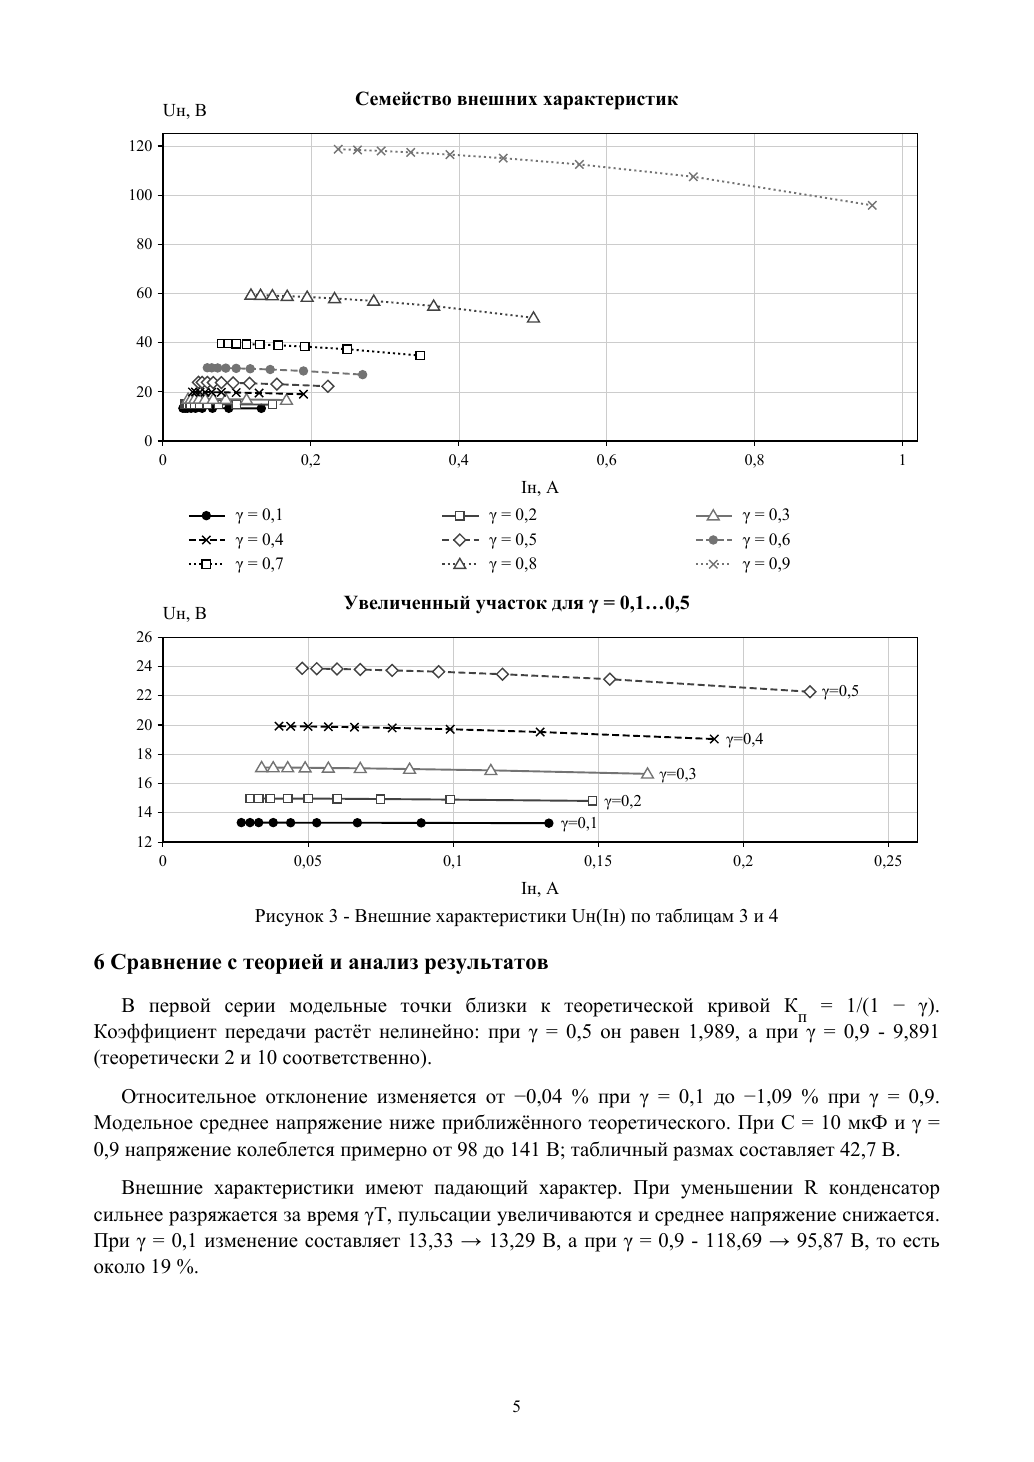 Семейство внешних характеристик
Uн, В
120
100
80
60
40
20
0
0 0,2 0,4 0,6 0,8 1
Iн, А
γ = 0,1 γ = 0,2 γ = 0,3
γ = 0,4 γ = 0,5 γ = 0,6
γ = 0,7 γ = 0,8 γ = 0,9
Увеличенный участок для γ = 0,1…0,5
Uн, В
26
24
22
20
18
16
14
12
γ=0,5
γ=0,4
γ=0,3
γ=0,2
γ=0,1
0 0,05 0,1 0,15 0,2 0,25
Iн, А
Рисунок 3 - Внешние характеристики Uн(Iн) по таблицам 3 и 4
6 Сравнение с теорией и анализ результатов
В первой серии модельные точки близки к теоретической кривой Kп = 1/(1 − γ).
Коэффициент передачи растёт нелинейно: при γ = 0,5 он равен 1,989, а при γ = 0,9 - 9,891
(теоретически 2 и 10 соответственно).
Относительное отклонение изменяется от −0,04 % при γ = 0,1 до −1,09 % при γ = 0,9.
Модельное среднее напряжение ниже приближённого теоретического. При C = 10 мкФ и γ =
0,9 напряжение колеблется примерно от 98 до 141 В; табличный размах составляет 42,7 В.
Внешние характеристики имеют падающий характер. При уменьшении R конденсатор
сильнее разряжается за время γT, пульсации увеличиваются и среднее напряжение снижается.
При γ = 0,1 изменение составляет 13,33 → 13,29 В, а при γ = 0,9 - 118,69 → 95,87 В, то есть
около 19 %.
5